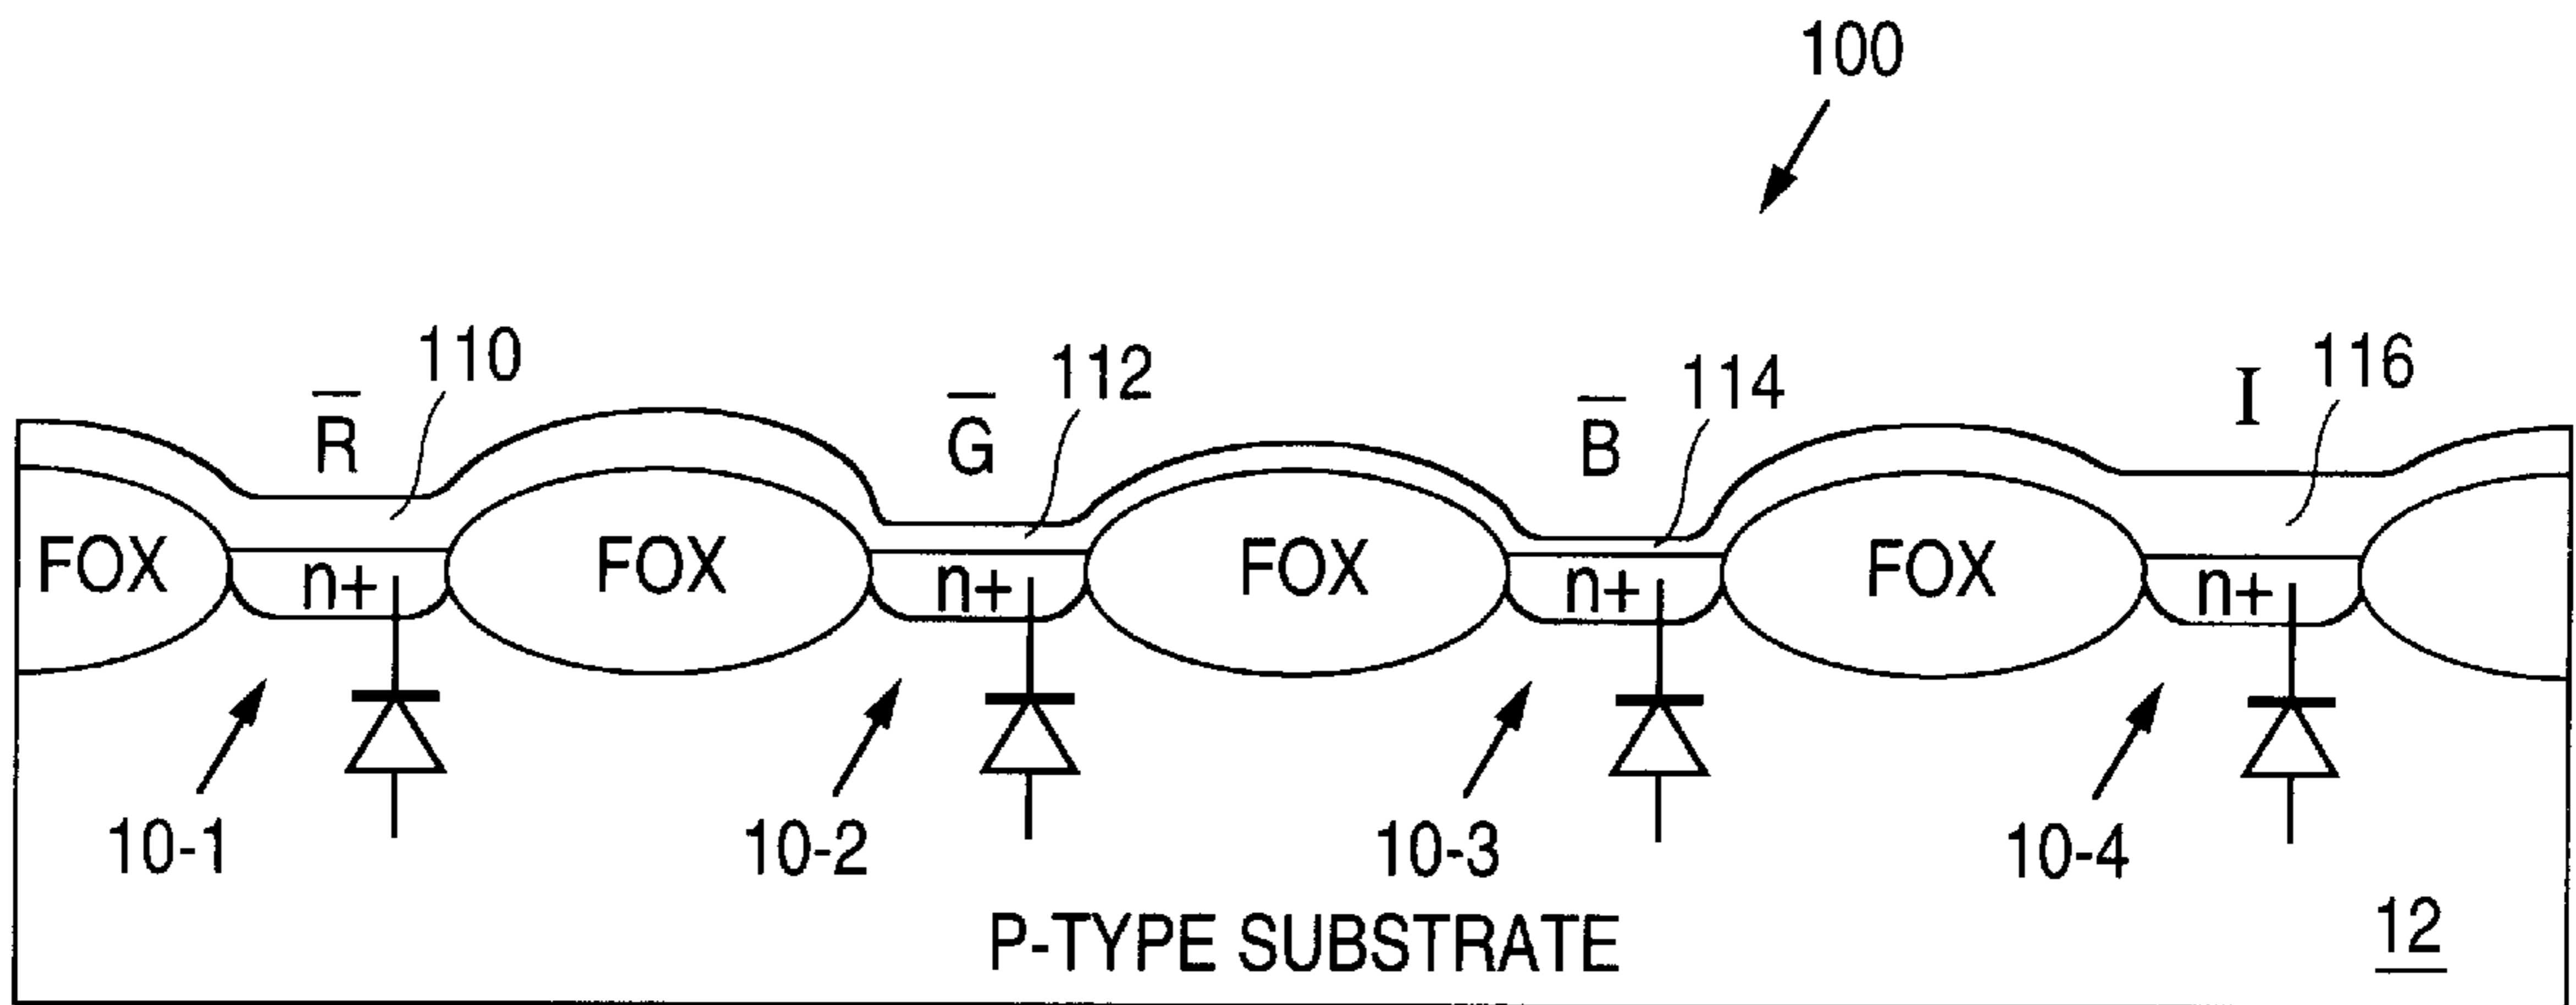 100
R̅ 110 G̅ 112 B̅ 114 I 116
FOX n+ FOX n+ FOX n+ FOX n+
10-1 10-2 10-3 10-4
P-TYPE SUBSTRATE 12